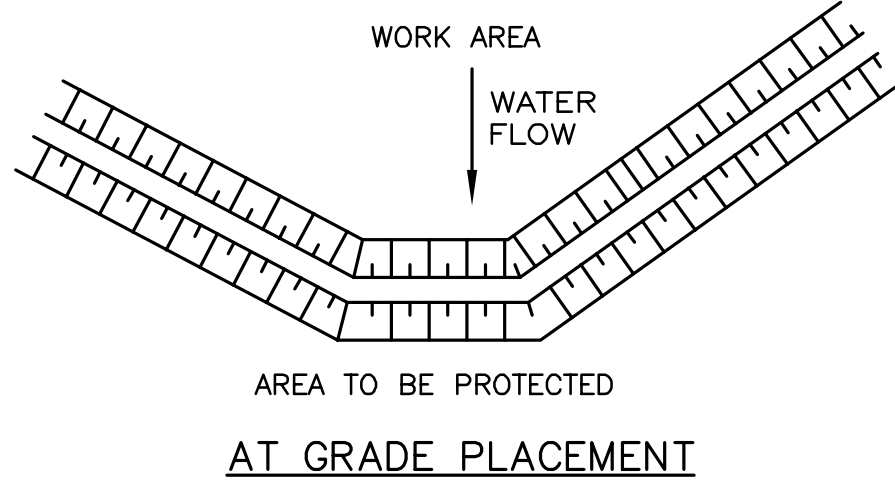 WORK AREA
WATER
FLOW
AREA TO BE PROTECTED
AT GRADE PLACEMENT